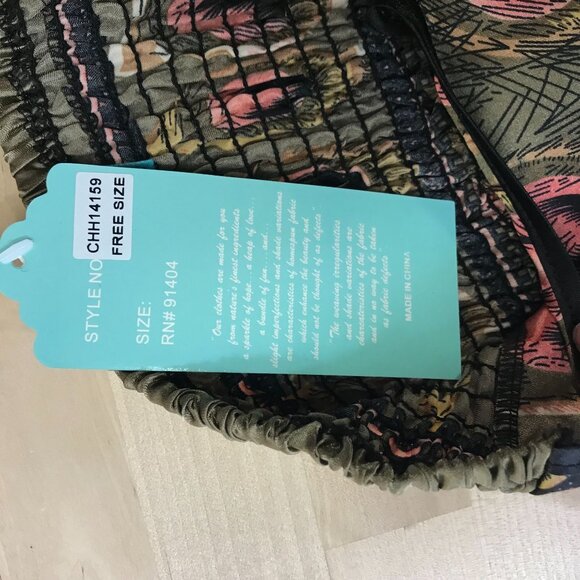 STYLE NO
CHH14159
FREE SIZE
SIZE:
RN# 91404
"Our clothes are made for you
from nature's finest ingredients
a sparkle of hope...a heart of love...
a bundle of fun...and...
slight imperfections and shade variations
are characteristics of homespun fabric
which enhance the beauty and
should not be thought of as defects"
"The weaving irregularities
and shade variations are
characteristics of the fabric
and in no way to be taken
as fabric defects"
MADE IN CHINA